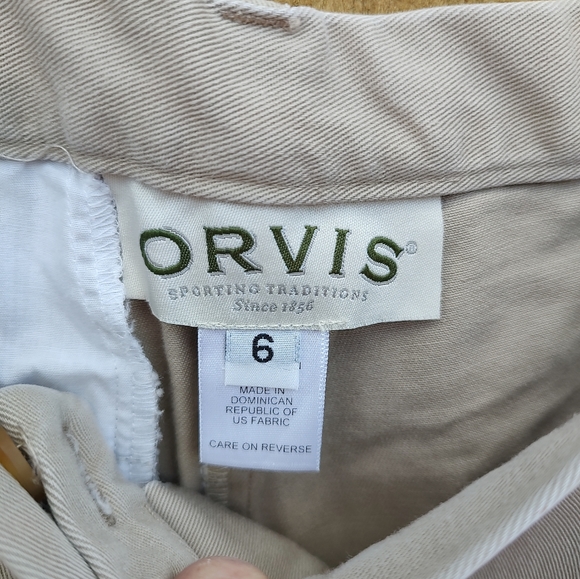 ORVIS®
SPORTING TRADITIONS
Since 1856
6
MADE IN
DOMINICAN
REPUBLIC OF
US FABRIC
CARE ON REVERSE